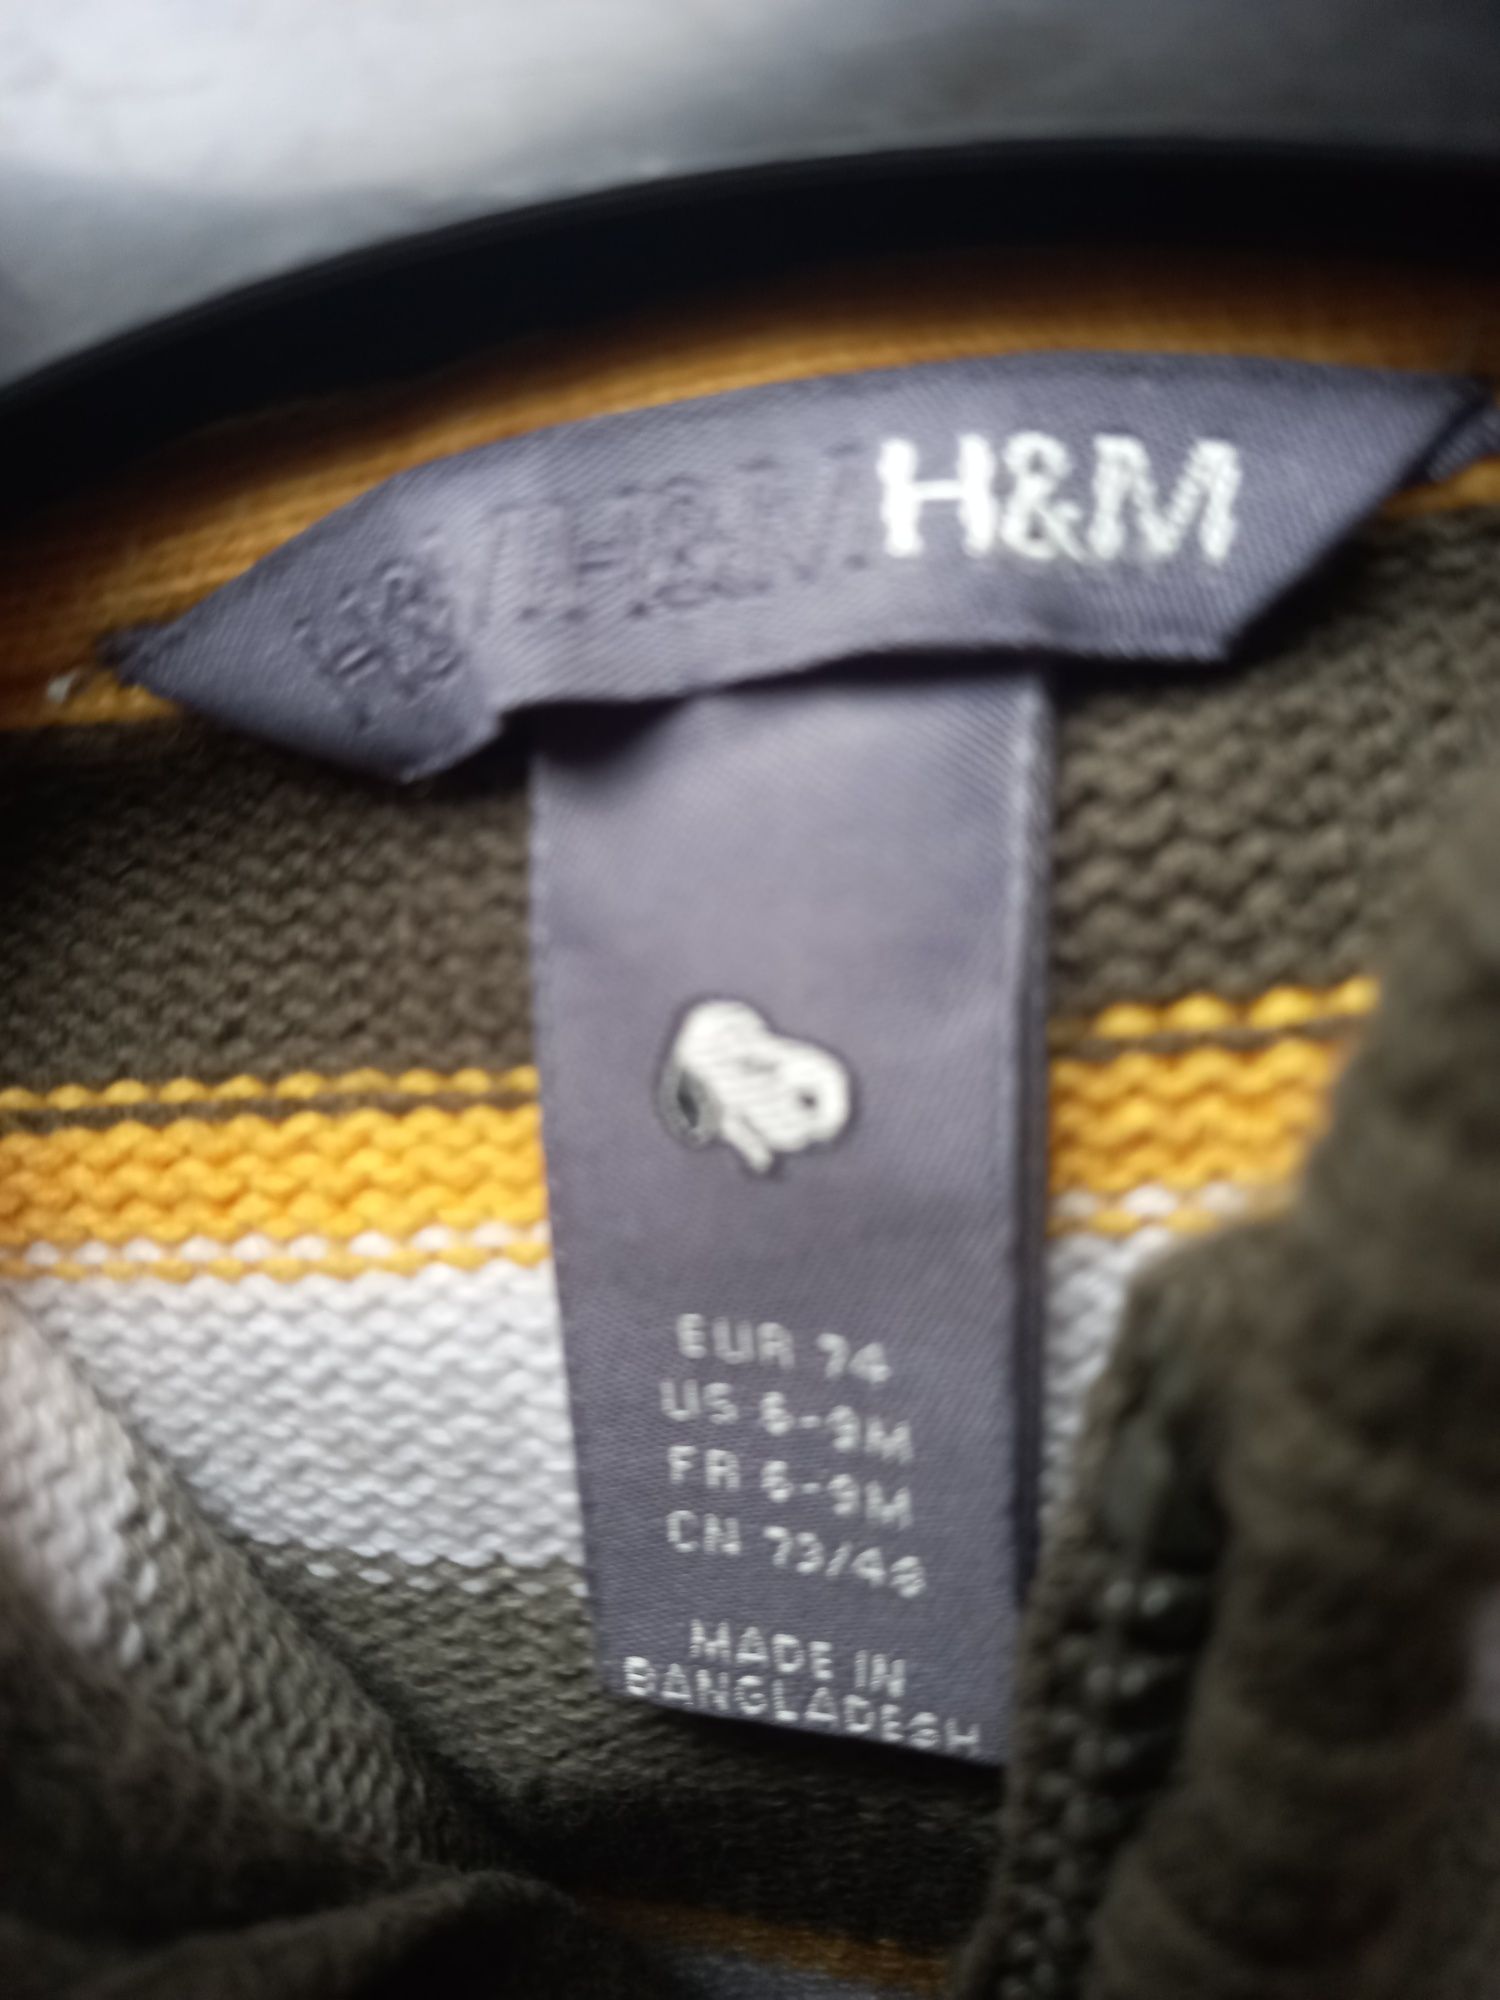 H&M
EUR 74
US 6-9M
FR 6-9M
CN 73/48
MADE IN
BANGLADESH